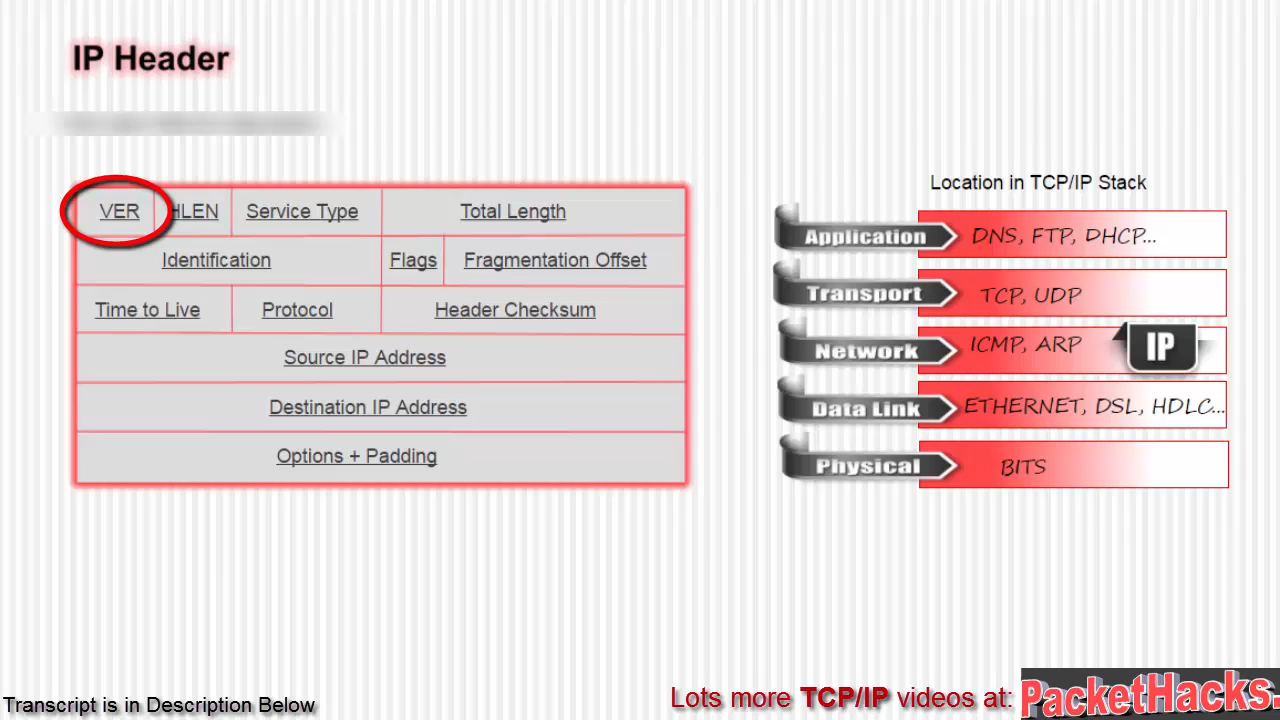 IP Header
VER HLEN Service Type Total Length
Identification Flags Fragmentation Offset
Time to Live Protocol Header Checksum
Source IP Address
Destination IP Address
Options + Padding
Location in TCP/IP Stack
Application DNS, FTP, DHCP...
Transport TCP, UDP
Network ICMP, ARP IP
Data Link ETHERNET, DSL, HDLC...
Physical BITS
Transcript is in Description Below
Lots more TCP/IP videos at: PacketHacks.